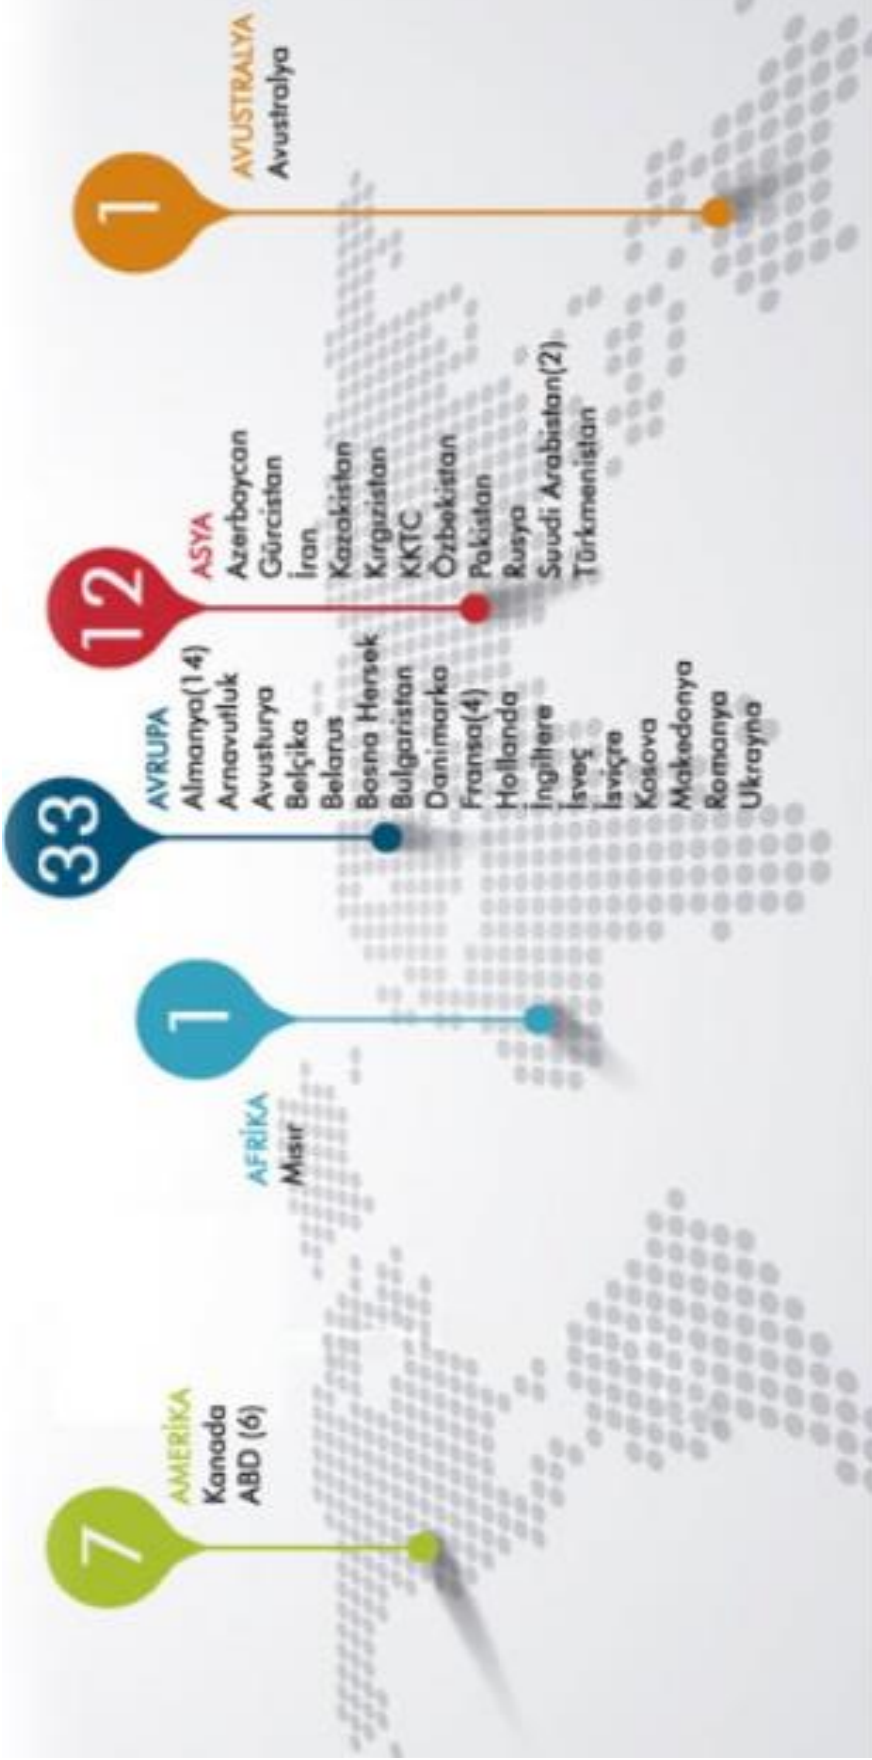 7
AMERİKA
Kanada
ABD (6)
1
AFRİKA
Mısır
33
AVRUPA
Almanya(14)
Arnavutluk
Avusturya
Belçika
Belarus
Bosna Hersek
Bulgaristan
Danimarka
Fransa(4)
Hollanda
İngiltere
İsveç
İsviçre
Kosova
Makedonya
Romanya
Ukrayna
12
ASYA
Azerbaycan
Gürcistan
İran
Kazakistan
Kırgızistan
KKTC
Özbekistan
Pakistan
Rusya
Suudi Arabistan(2)
Türkmenistan
1
AVUSTRALYA
Avustralya